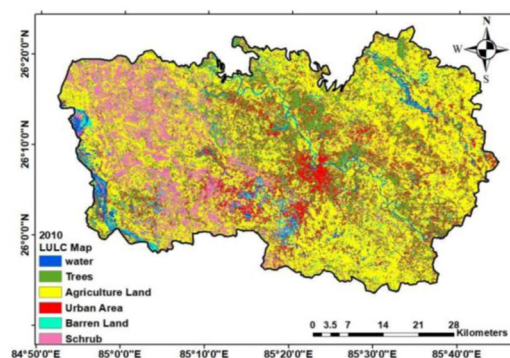 N
W
E
S
26°20'0"N
26°10'0"N
26°0'0"N
2010
LULC Map
water
Trees
Agriculture Land
Urban Area
Barren Land
Schrub
0 3.5 7 14 21 28
Kilometers
84°50'0"E 85°0'0"E 85°10'0"E 85°20'0"E 85°30'0"E 85°40'0"E